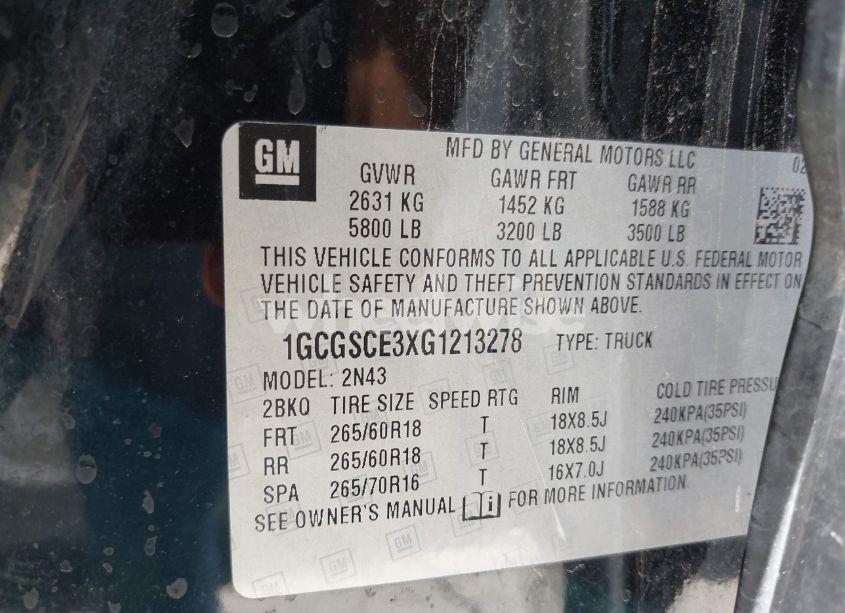 GM
MFD BY GENERAL MOTORS LLC
02
GVWR GAWR FRT GAWR RR
2631 KG 1452 KG 1588 KG
5800 LB 3200 LB 3500 LB
THIS VEHICLE CONFORMS TO ALL APPLICABLE U.S. FEDERAL MOTOR
VEHICLE SAFETY AND THEFT PREVENTION STANDARDS IN EFFECT ON
THE DATE OF MANUFACTURE SHOWN ABOVE.
1GCGSCE3XG1213278 TYPE: TRUCK
MODEL: 2N43
2BKQ TIRE SIZE SPEED RTG RIM COLD TIRE PRESSU
FRT 265/60R18 T 18X8.5J 240KPA(35PSI)
RR 265/60R18 T 18X8.5J 240KPA(35PSI)
SPA 265/70R16 T 16X7.0J 240KPA(35PSI)
SEE OWNER'S MANUAL FOR MORE INFORMATION.